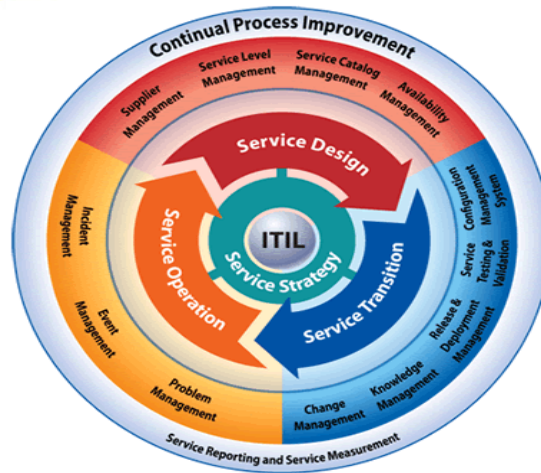 Continual Process Improvement
Supplier
Management
Service Level
Management
Service Catalog
Management
Availability
Management
Configuration
Management
System
Service
Testing &
Validation
Release &
Deployment
Management
Knowledge
Management
Change
Management
Problem
Management
Event
Management
Incident
Management
Service Design
Service Transition
Service Operation
Service Strategy
ITIL
Service Reporting and Service Measurement